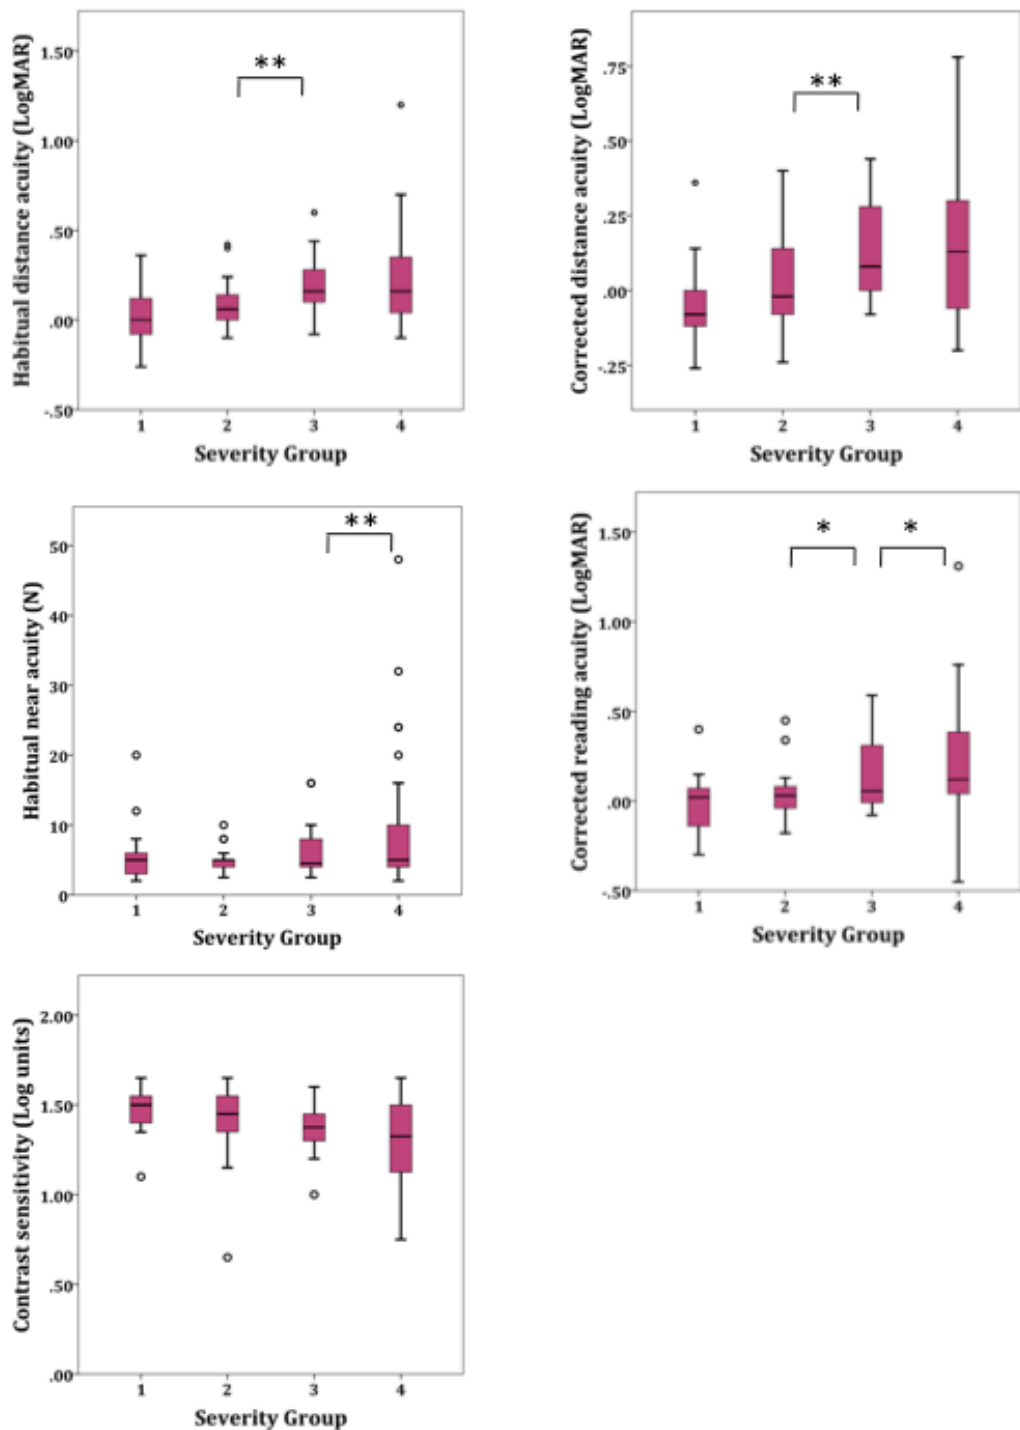 Habitual distance acuity (LogMAR)
1.50
1.00
.50
.00
-.50
**
1 2 3 4
Severity Group
Corrected distance acuity (LogMAR)
.75
.50
.25
.00
-.25
**
1 2 3 4
Severity Group
Habitual near acuity (N)
50
40
30
20
10
0
**
1 2 3 4
Severity Group
Corrected reading acuity (LogMAR)
1.50
1.00
.50
.00
-.50
* *
1 2 3 4
Severity Group
Contrast sensitivity (Log units)
2.00
1.50
1.00
.50
.00
1 2 3 4
Severity Group